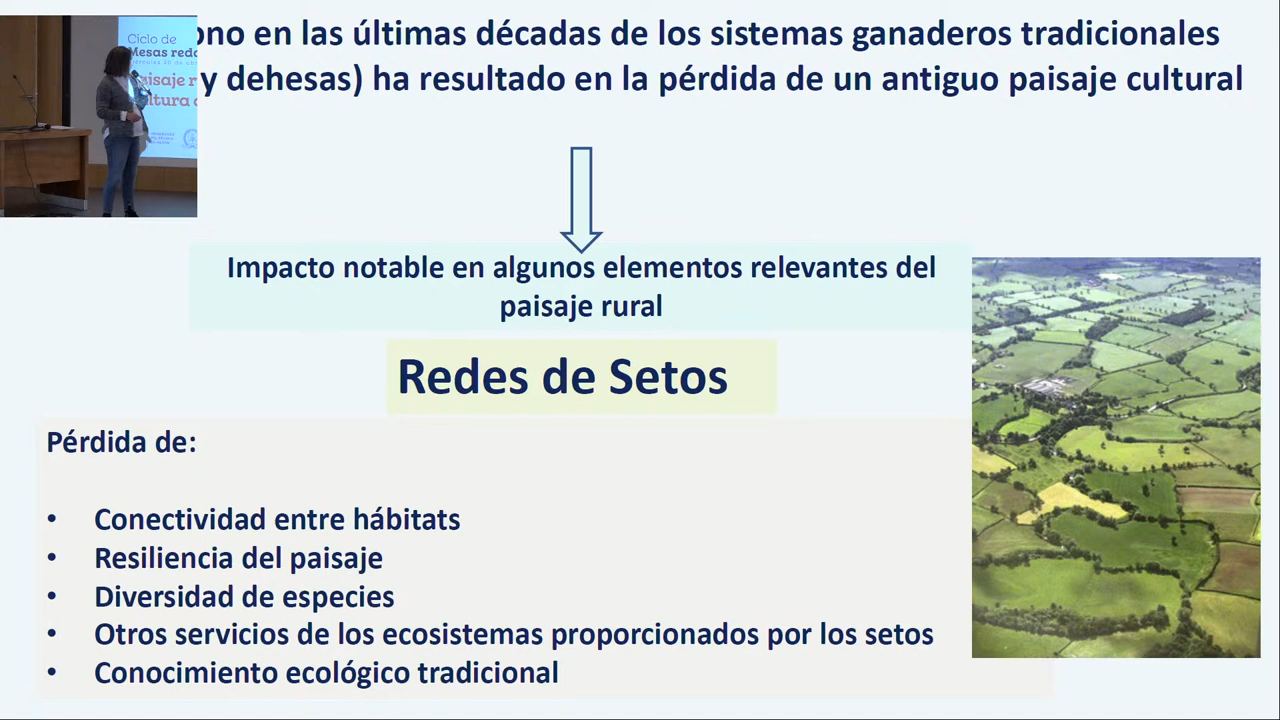 ono en las últimas décadas de los sistemas ganaderos tradicionales
y dehesas) ha resultado en la pérdida de un antiguo paisaje cultural
Ciclo de
Mesas redo
Paisaje r
ltura
Impacto notable en algunos elementos relevantes del
paisaje rural
Redes de Setos
Pérdida de:
• Conectividad entre hábitats
• Resiliencia del paisaje
• Diversidad de especies
• Otros servicios de los ecosistemas proporcionados por los setos
• Conocimiento ecológico tradicional